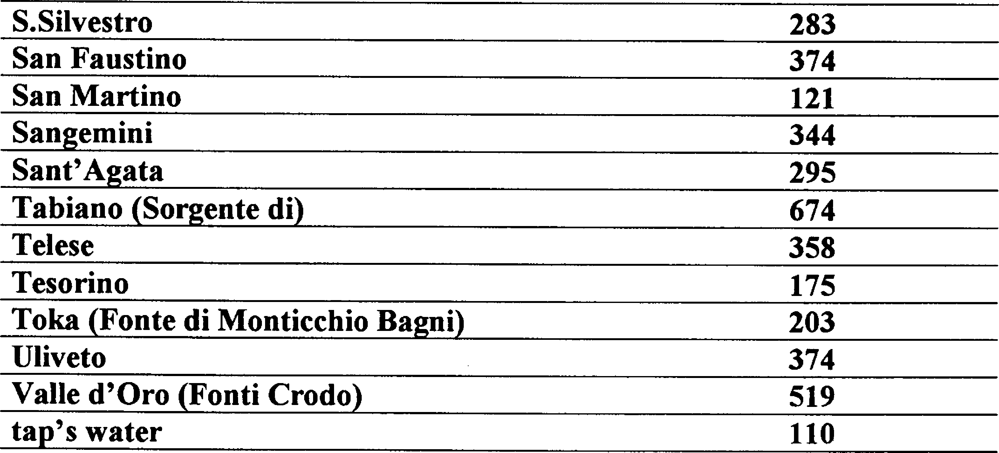 S.Silvestro 283
San Faustino 374
San Martino 121
Sangemini 344
Sant’Agata 295
Tabiano (Sorgente di) 674
Telese 358
Tesorino 175
Toka (Fonte di Monticchio Bagni) 203
Uliveto 374
Valle d’Oro (Fonti Crodo) 519
tap’s water 110